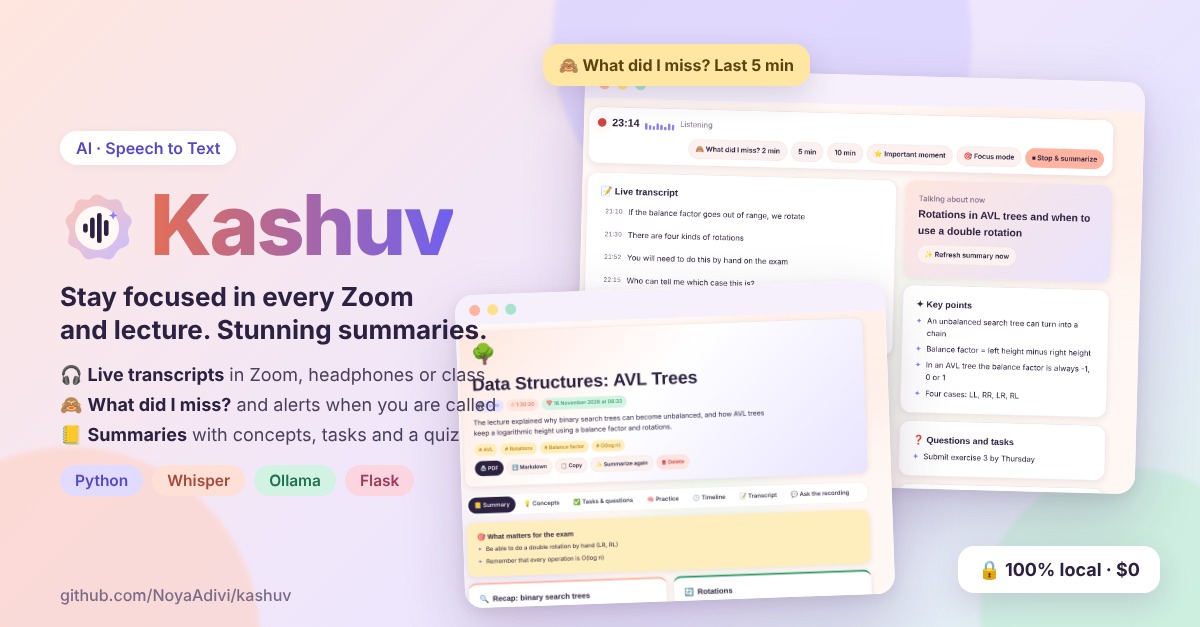 AI · Speech to Text
Kashuv
Stay focused in every Zoom
and lecture. Stunning summaries.
🎧 Live transcripts in Zoom, headphones or class
🙈 What did I miss? and alerts when you are called
📒 Summaries with concepts, tasks and a quiz
Python Whisper Ollama Flask
github.com/NoyaAdivi/kashuv
🙈 What did I miss? Last 5 min
23:14 Listening
🙈 What did I miss? 2 min 5 min 10 min ⭐ Important moment 🎯 Focus mode ■ Stop & summarize
📝 Live transcript
21:10 If the balance factor goes out of range, we rotate
21:30 There are four kinds of rotations
21:52 You will need to do this by hand on the exam
22:15 Who can tell me which case this is?
Talking about now
Rotations in AVL trees and when to
use a double rotation
✨ Refresh summary now
✦ Key points
✦ An unbalanced search tree can turn into a
chain
✦ Balance factor = left height minus right height
✦ In an AVL tree the balance factor is always -1,
0 or 1
✦ Four cases: LL, RR, LR, RL
❓ Questions and tasks
✦ Submit exercise 3 by Thursday
🌳
Data Structures: AVL Trees
1:30:20 📅 16 November 2026 at 08:33
The lecture explained why binary search trees can become unbalanced, and how AVL trees
keep a logarithmic height using a balance factor and rotations.
# AVL # Rotations # Balance factor # O(log n)
🖨 PDF ⬇️ Markdown 📋 Copy ✨ Summarize again 🗑 Delete
📒 Summary 💡 Concepts ✅ Tasks & questions 🧠 Practice 🕒 Timeline 📝 Transcript 💬 Ask the recording
🎯 What matters for the exam
✦ Be able to do a double rotation by hand (LR, RL)
✦ Remember that every operation is O(log n)
🔍 Recap: binary search trees
🔄 Rotations
🔒 100% local · $0